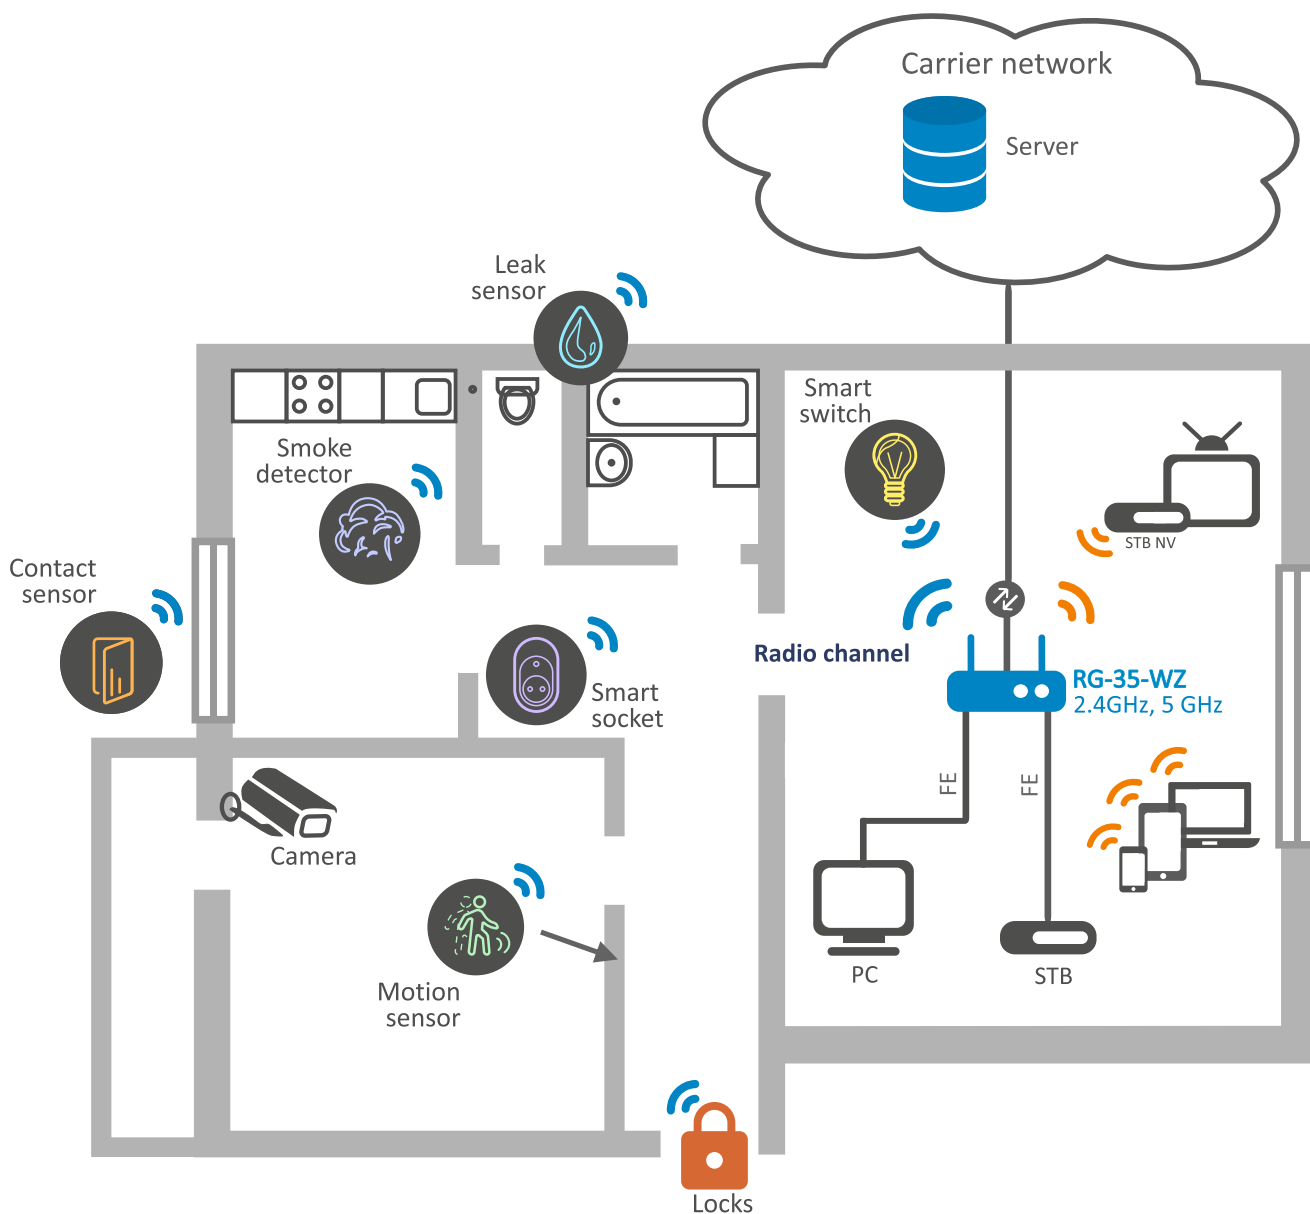 Carrier network
Server
Leak
sensor
Smart
switch
Smoke
detector
STB NV
Contact
sensor
Radio channel
RG-35-WZ
2.4GHz, 5 GHz
Smart
socket
FE
FE
Camera
PC
STB
Motion
sensor
Locks